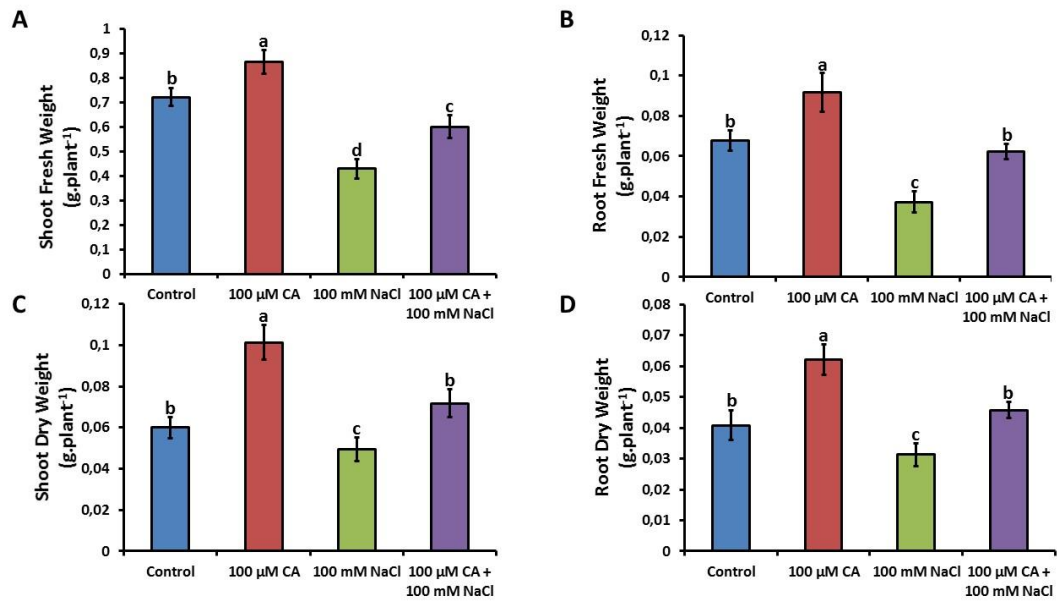 A
Shoot Fresh Weight
(g.plant⁻¹)
1
0,9
0,8
0,7
0,6
0,5
0,4
0,3
0,2
0,1
0
b
a
d
c
Control
100 µM CA
100 mM NaCl
100 µM CA +
100 mM NaCl
B
Root Fresh Weight
(g.plant⁻¹)
0,12
0,1
0,08
0,06
0,04
0,02
0
b
a
c
b
Control
100 µM CA
100 mM NaCl
100 µM CA +
100 mM NaCl
C
Shoot Dry Weight
(g.plant⁻¹)
0,12
0,1
0,08
0,06
0,04
0,02
0
b
a
c
b
Control
100 µM CA
100 mM NaCl
100 µM CA +
100 mM NaCl
D
Root Dry Weight
(g.plant⁻¹)
0,08
0,07
0,06
0,05
0,04
0,03
0,02
0,01
0
b
a
c
b
Control
100 µM CA
100 mM NaCl
100 µM CA +
100 mM NaCl